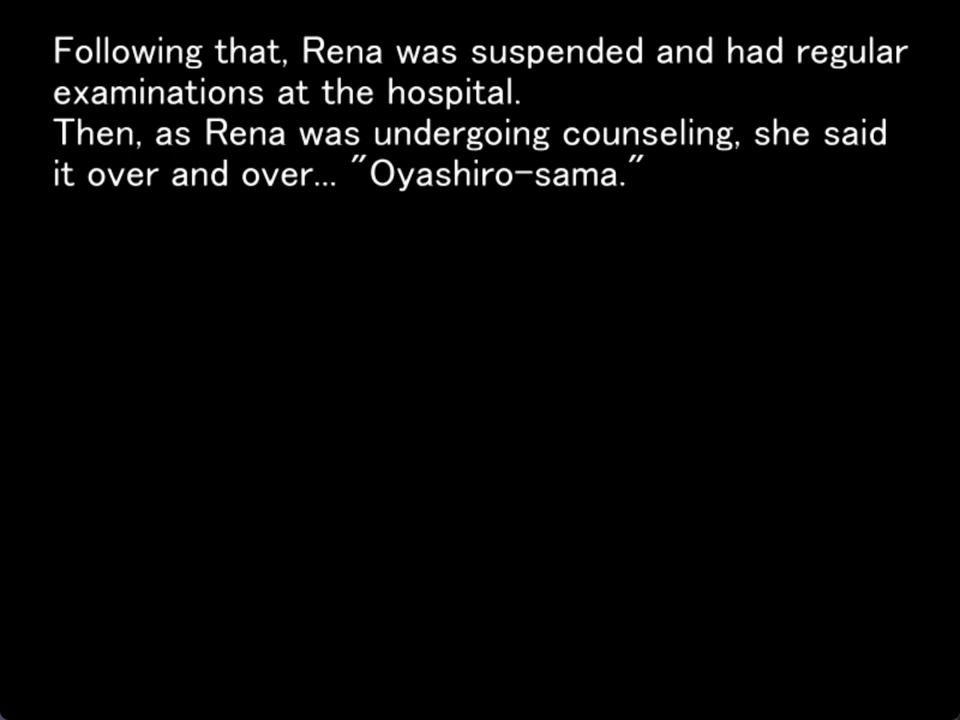 Following that, Rena was suspended and had regular
examinations at the hospital.
Then, as Rena was undergoing counseling, she said
it over and over... "Oyashiro-sama."